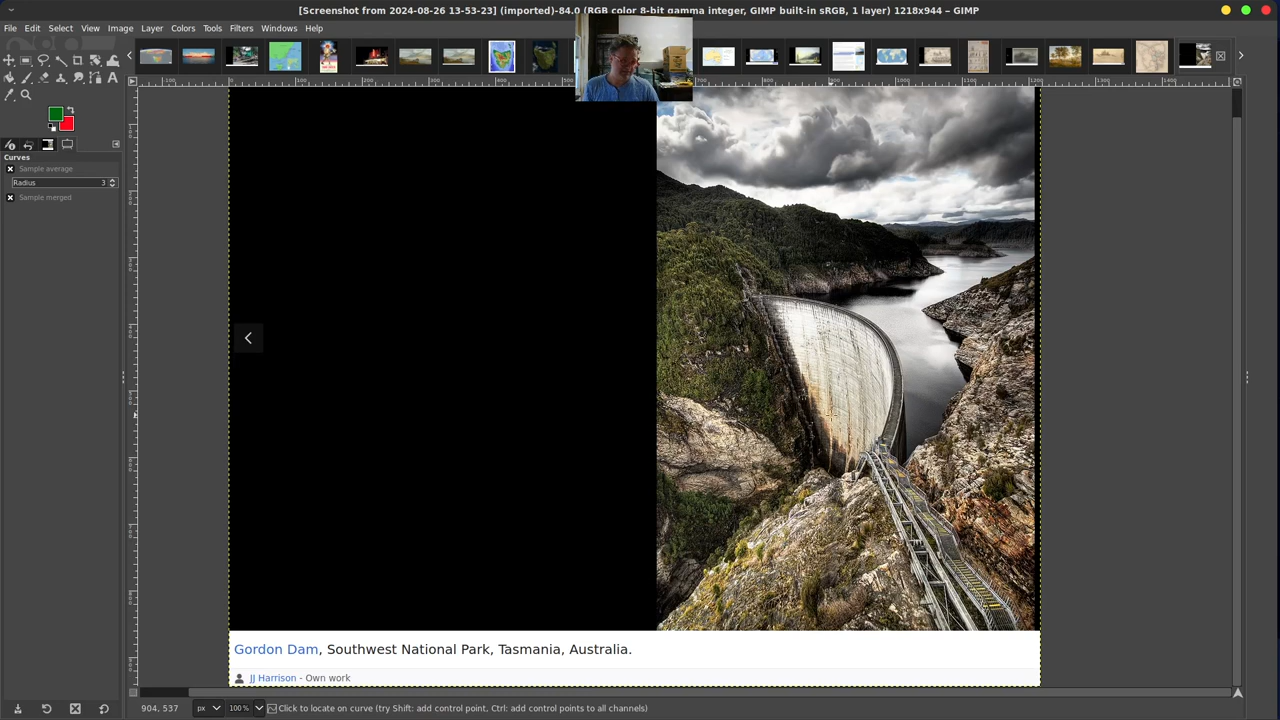 [Screenshot from 2024-08-26 13-53-23] (imported)-84.0 (RGB color 8-bit gamma integer, GIMP built-in sRGB, 1 layer) 1218x944 – GIMP
File Edit Select View Image Layer Colors Tools Filters Windows Help
Curves
Sample average
Radius 3
Sample merged
Gordon Dam, Southwest National Park, Tasmania, Australia.
JJ Harrison - Own work
904, 537 px 100% Click to locate on curve (try Shift: add control point, Ctrl: add control points to all channels)